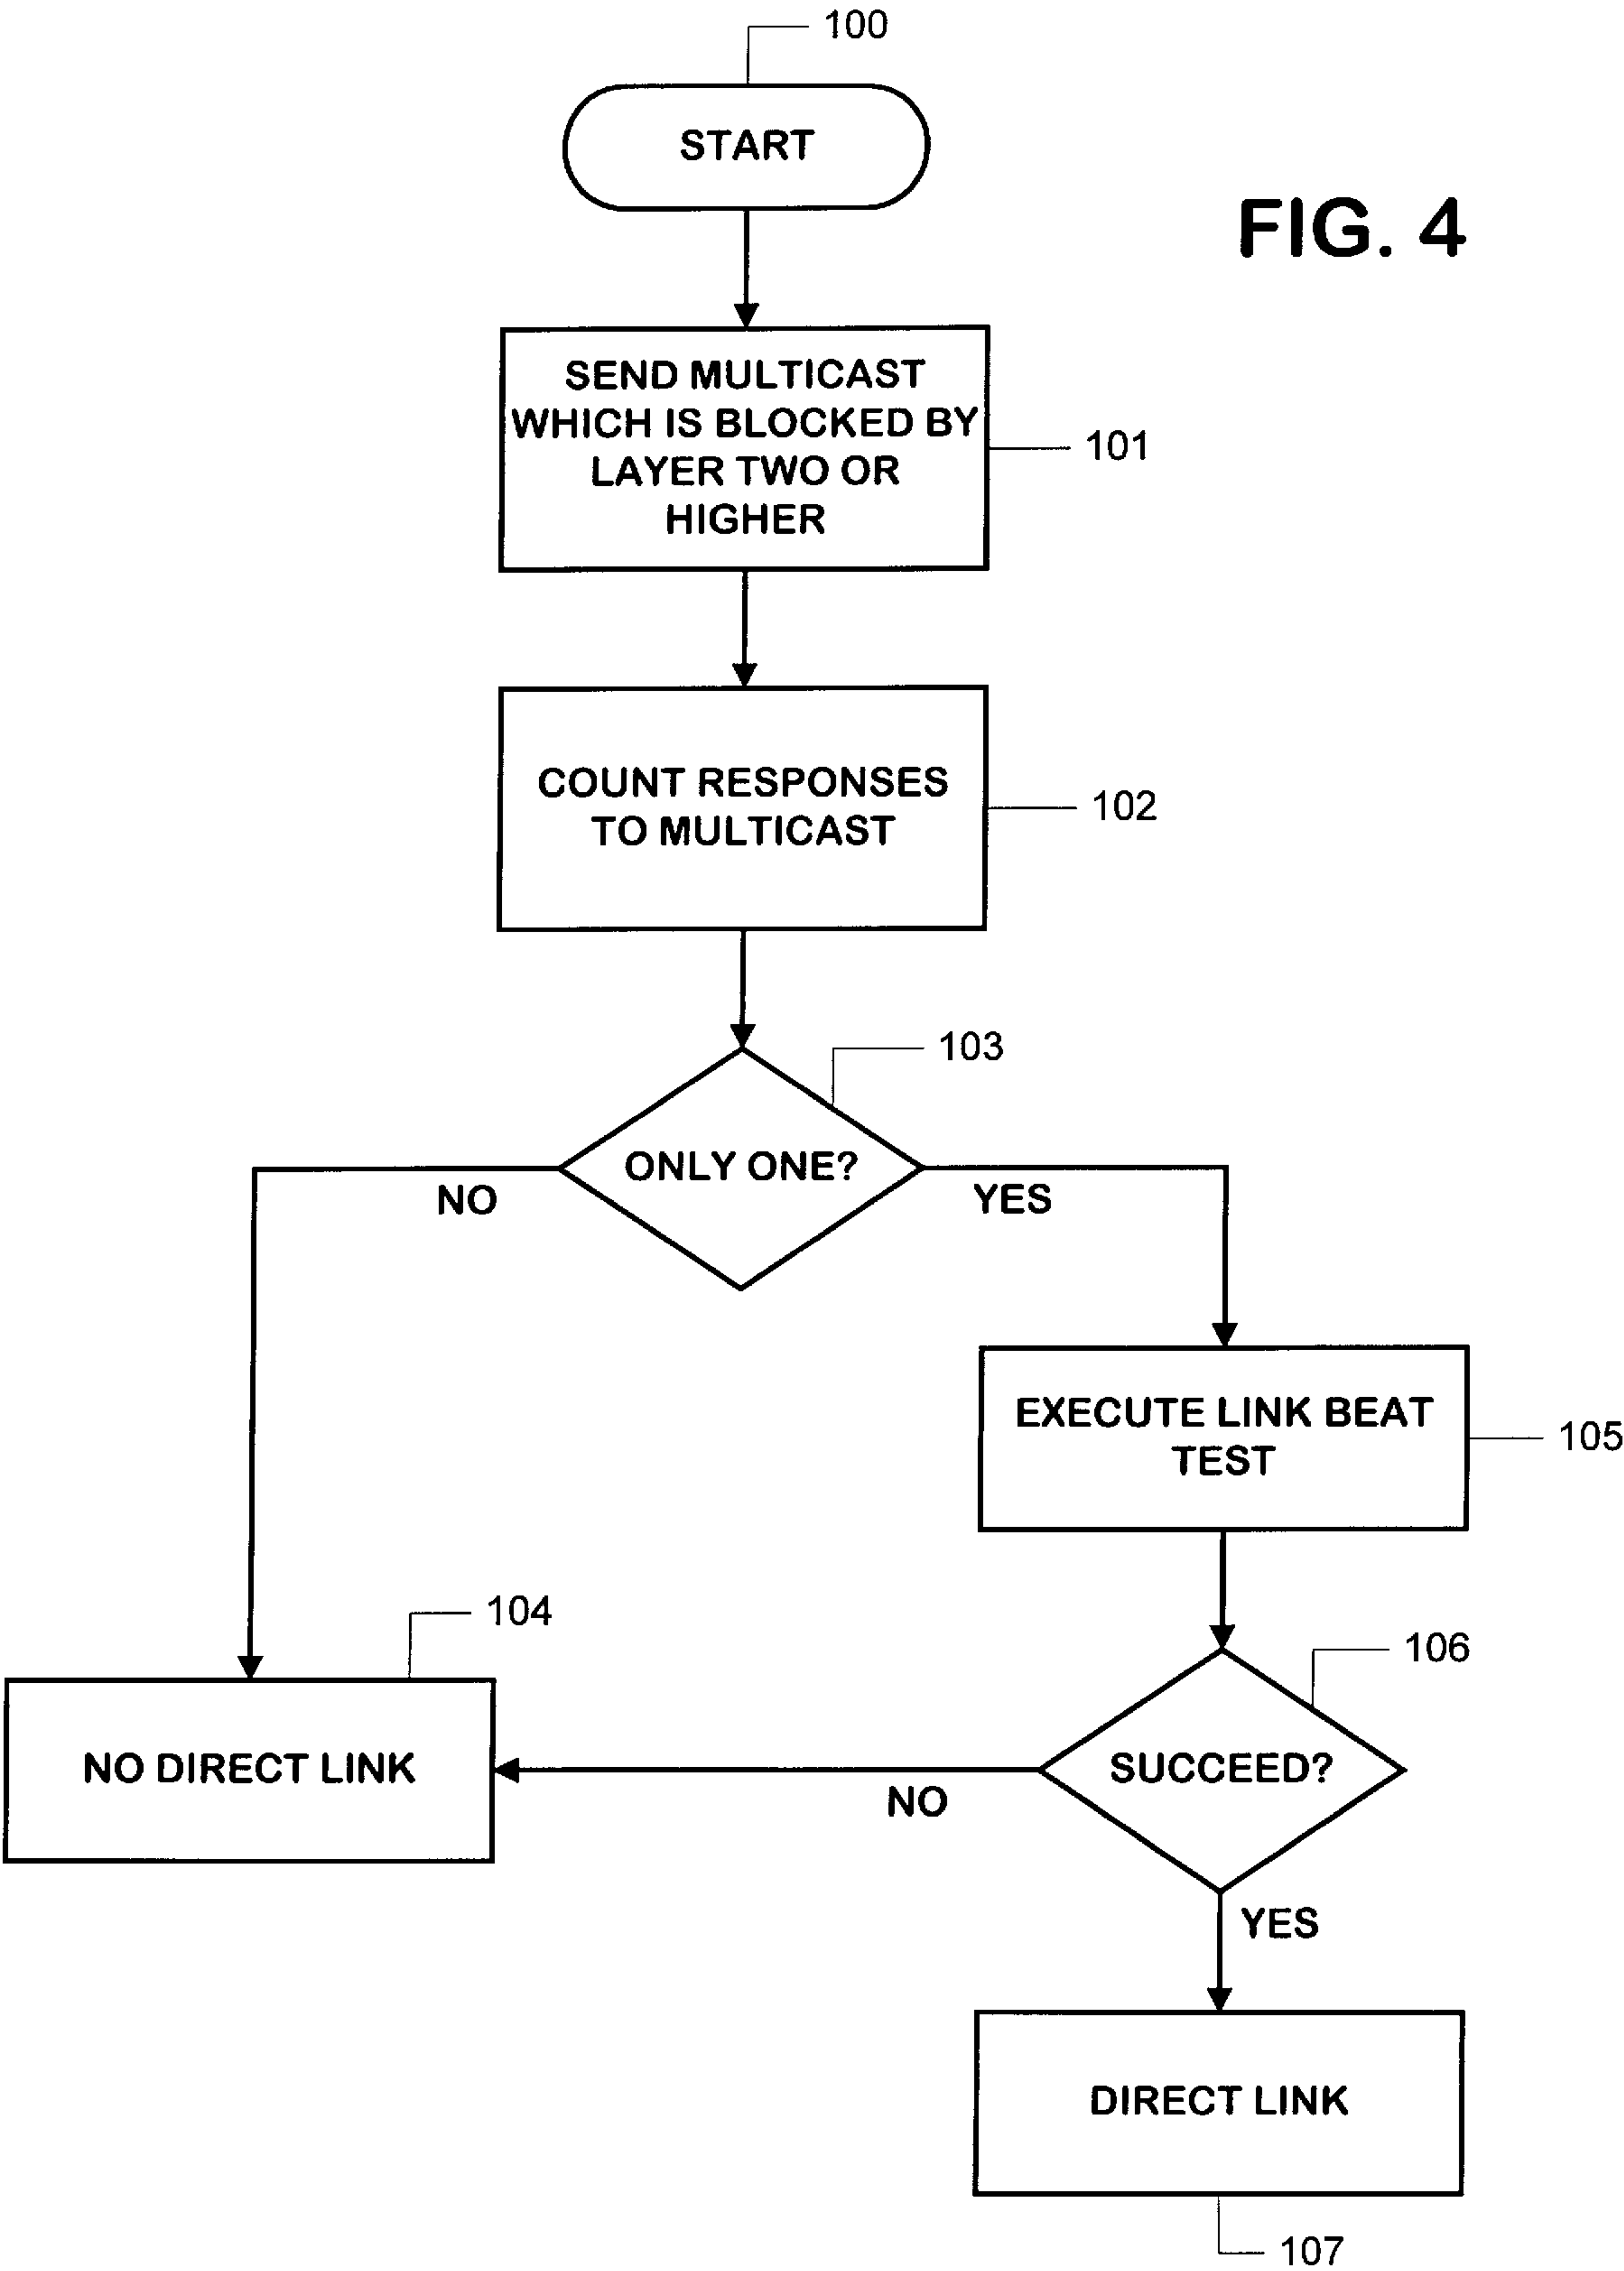 100
START
FIG. 4
SEND MULTICAST
WHICH IS BLOCKED BY
LAYER TWO OR
HIGHER
101
COUNT RESPONSES
TO MULTICAST
102
103
ONLY ONE?
NO
YES
EXECUTE LINK BEAT
TEST
105
104
106
NO DIRECT LINK
SUCCEED?
NO
YES
DIRECT LINK
107